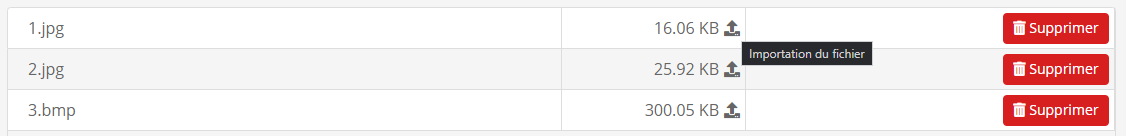 1.jpg 16.06 KB Supprimer
Importation du fichier
2.jpg 25.92 KB Supprimer
3.bmp 300.05 KB Supprimer